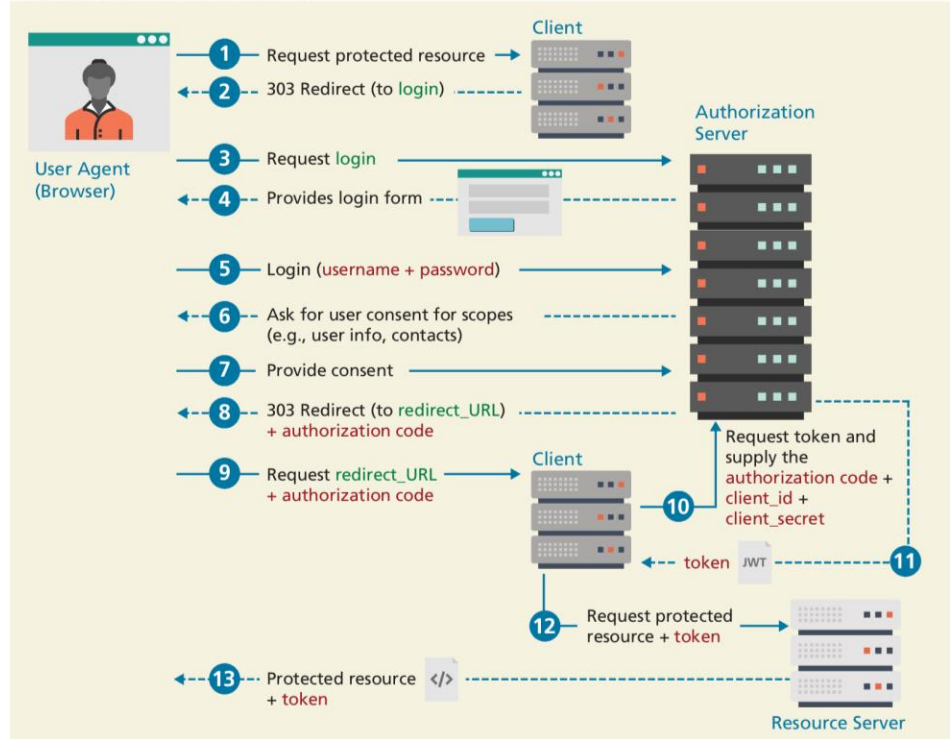 Client
1 Request protected resource
2 303 Redirect (to login)
User Agent
(Browser)
Authorization
Server
3 Request login
4 Provides login form
5 Login (username + password)
6 Ask for user consent for scopes
(e.g., user info, contacts)
7 Provide consent
8 303 Redirect (to redirect_URL)
+ authorization code
9 Request redirect_URL
+ authorization code
Client
10
Request token and
supply the
authorization code +
client_id +
client_secret
token JWT 11
12 Request protected
resource + token
13 Protected resource </>
+ token
Resource Server